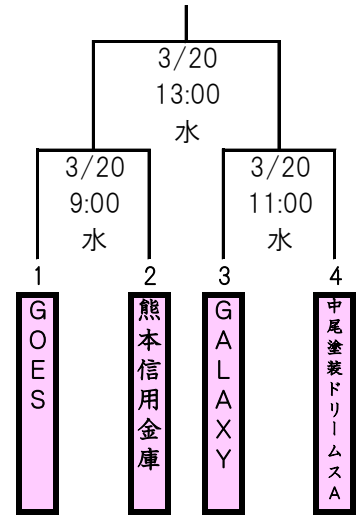 3/20
13:00
水
3/20
9:00
水
3/20
11:00
水
1
2
3
4
GOES
熊本信用金庫
GALAXY
中尾塗装ドリームスA